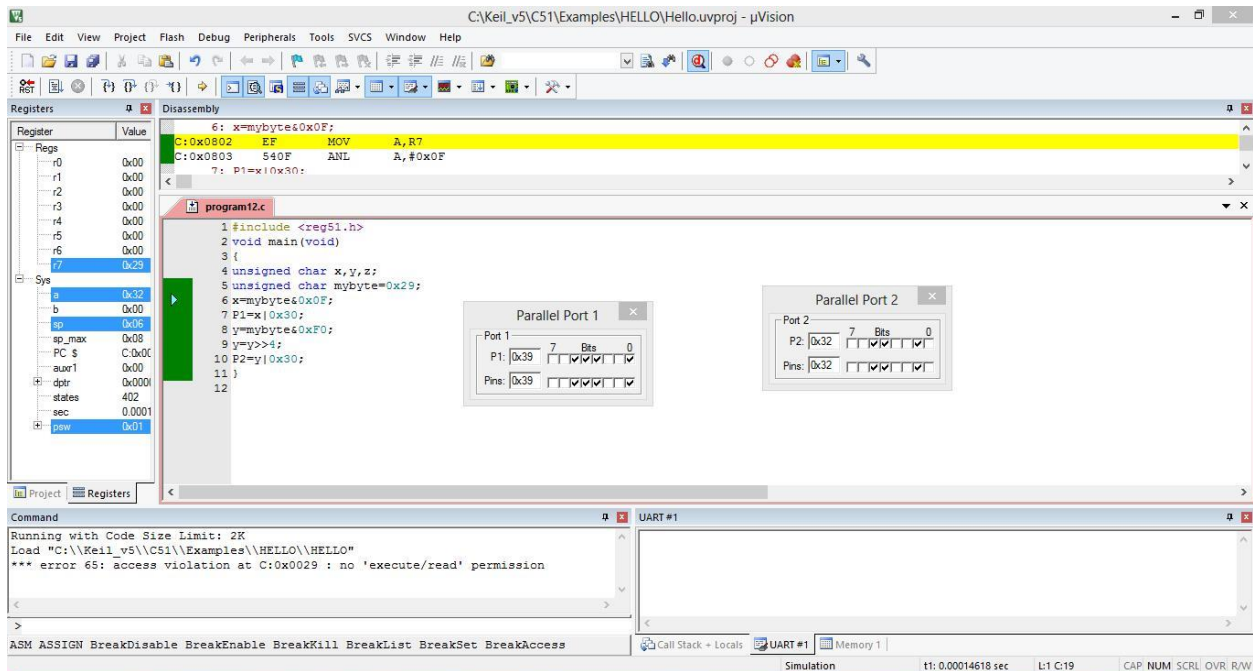 C:\Keil_v5\C51\Examples\HELLO\Hello.uvproj - µVision
File Edit View Project Flash Debug Peripherals Tools SVCS Window Help
Registers
Register Value
Regs
r0 0x00
r1 0x00
r2 0x00
r3 0x00
r4 0x00
r5 0x00
r6 0x00
r7 0x29
Sys
a 0x32
b 0x00
sp 0x06
sp_max 0x08
PC $ C:0x00
auxr1 0x00
dptr 0x000
states 402
sec 0.0001
psw 0x01
Project Registers
Disassembly
6: x=mybyte&0x0F;
C:0x0802 EF MOV A,R7
C:0x0803 540F ANL A,#0x0F
7: P1=x|0x30;
program12.c
1 #include <reg51.h>
2 void main(void)
3 {
4 unsigned char x,y,z;
5 unsigned char mybyte=0x29;
6 x=mybyte&0x0F;
7 P1=x|0x30;
8 y=mybyte&0xF0;
9 y=y>>4;
10 P2=y|0x30;
11 }
12
Parallel Port 1
Port 1
7 Bits 0
P1: 0x39
Pins: 0x39
Parallel Port 2
Port 2
7 Bits 0
P2: 0x32
Pins: 0x32
Command
Running with Code Size Limit: 2K
Load "C:\\Keil_v5\\C51\\Examples\\HELLO\\HELLO"
*** error 65: access violation at C:0x0029 : no 'execute/read' permission
>
ASM ASSIGN BreakDisable BreakEnable BreakKill BreakList BreakSet BreakAccess
UART #1
Call Stack + Locals UART #1 Memory 1
Simulation t1: 0.00014618 sec L:1 C:19 CAP NUM SCRL OVR R/W